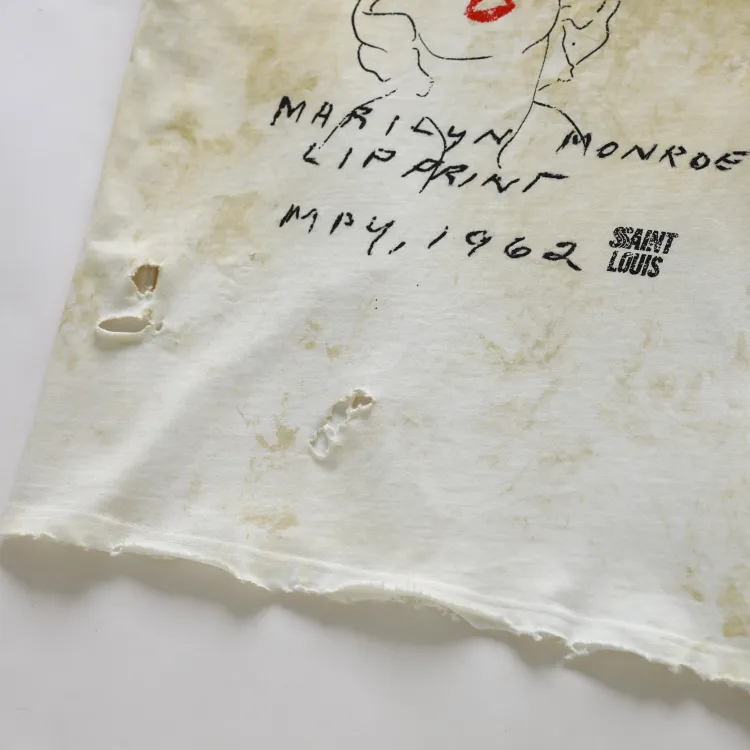 MARILYN MONROE
LIP PRINT
MAY, 1962
SAINT
LOUIS